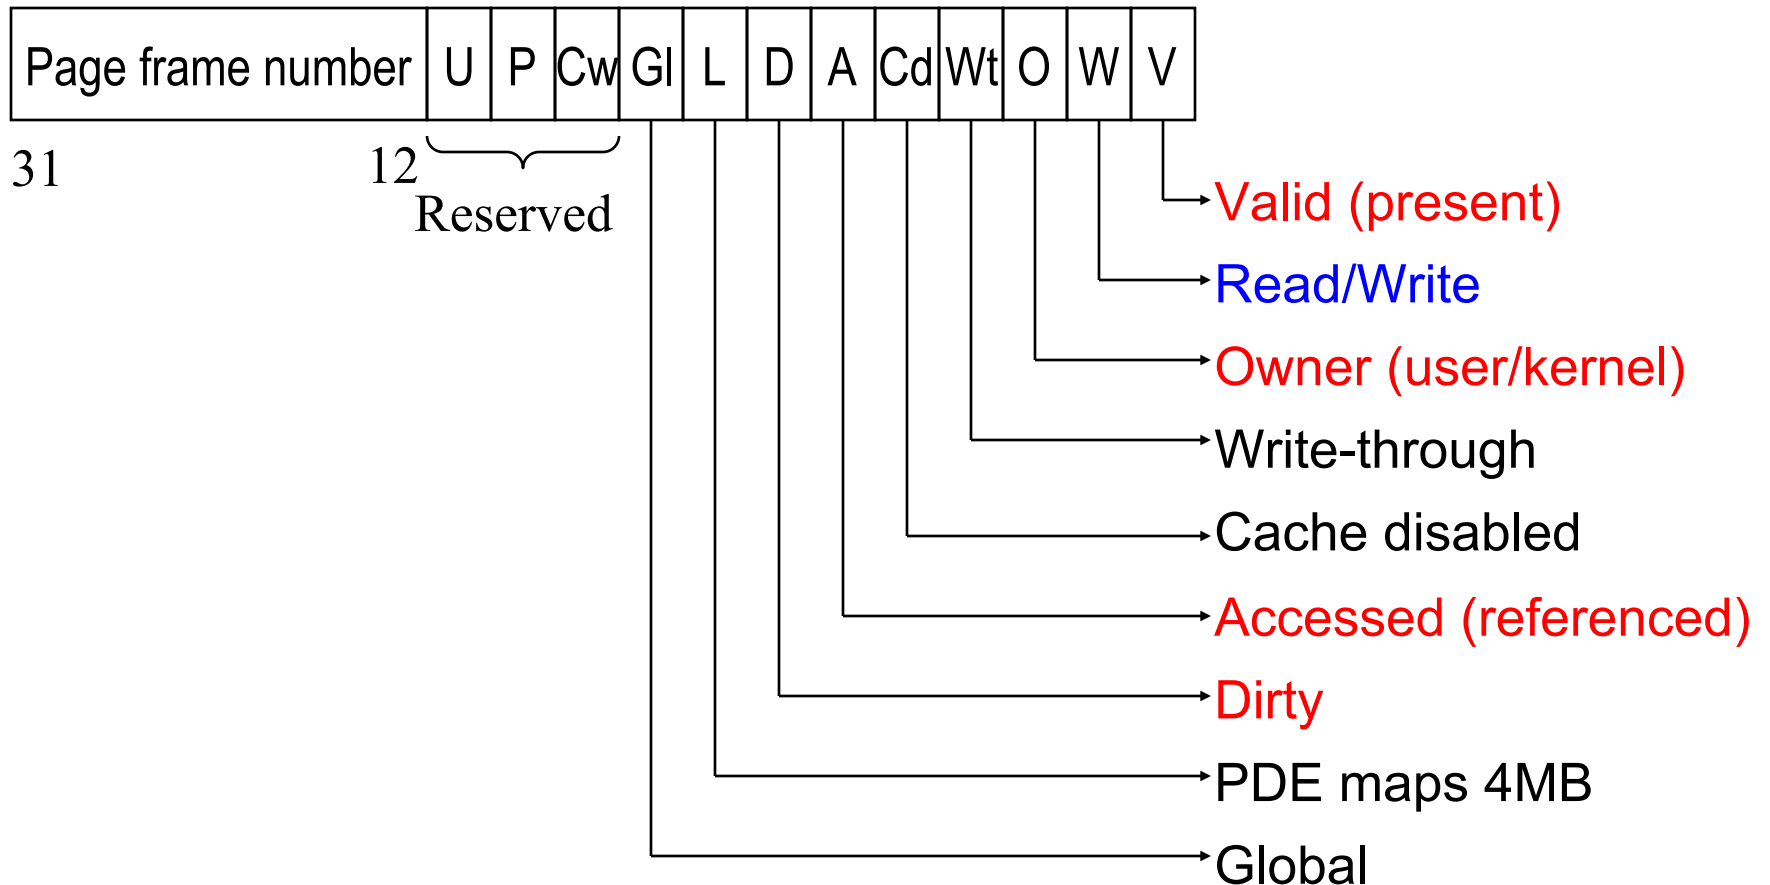 Page frame number U P Cw Gl L D A Cd Wt O W V
31 12
Reserved
Valid (present)
Read/Write
Owner (user/kernel)
Write-through
Cache disabled
Accessed (referenced)
Dirty
PDE maps 4MB
Global